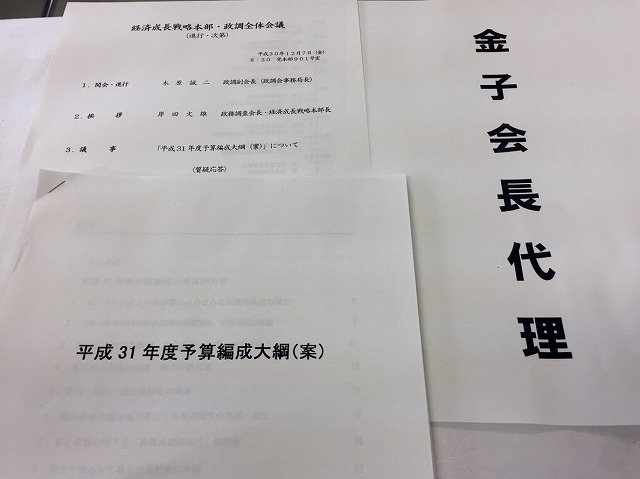 経済成長戦略本部・政調全体会議
（進行・次第）
平成３０年１２月７日（金）
８：３０ 党本部９０１号室
１．開会・進行 木原誠二 政調副会長（政調会事務局長）
２．挨拶 岸田文雄 政務調査会長・経済成長戦略本部長
３．議事 「平成３１年度予算編成大綱（案）」について
（質疑応答）
平成 31 年度予算編成大綱（案）
金子会長代理